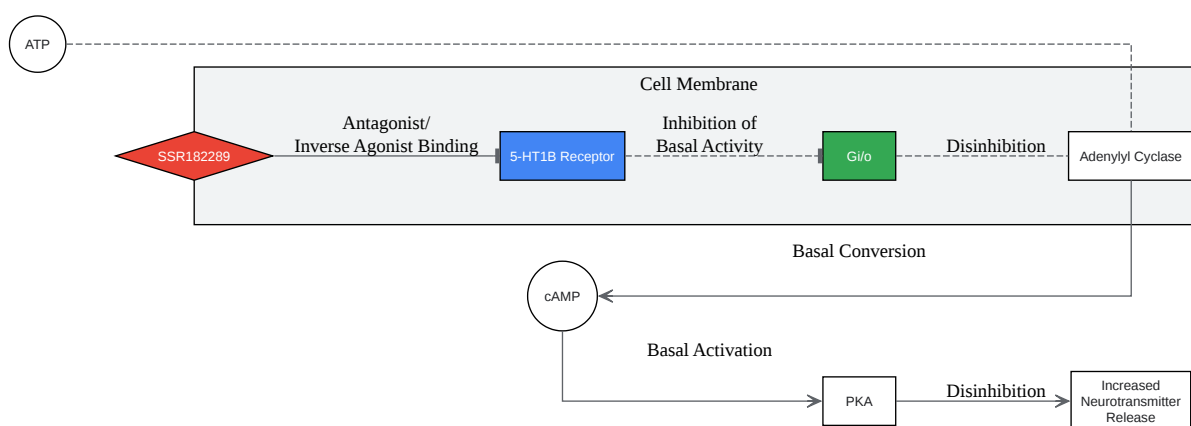 ATP
Cell Membrane
Antagonist/
Inverse Agonist Binding
Inhibition of
Basal Activity
Disinhibition
SSR182289
5-HT1B Receptor
Gi/o
Adenylyl Cyclase
Basal Conversion
cAMP
Basal Activation
PKA
Disinhibition
Increased
Neurotransmitter
Release